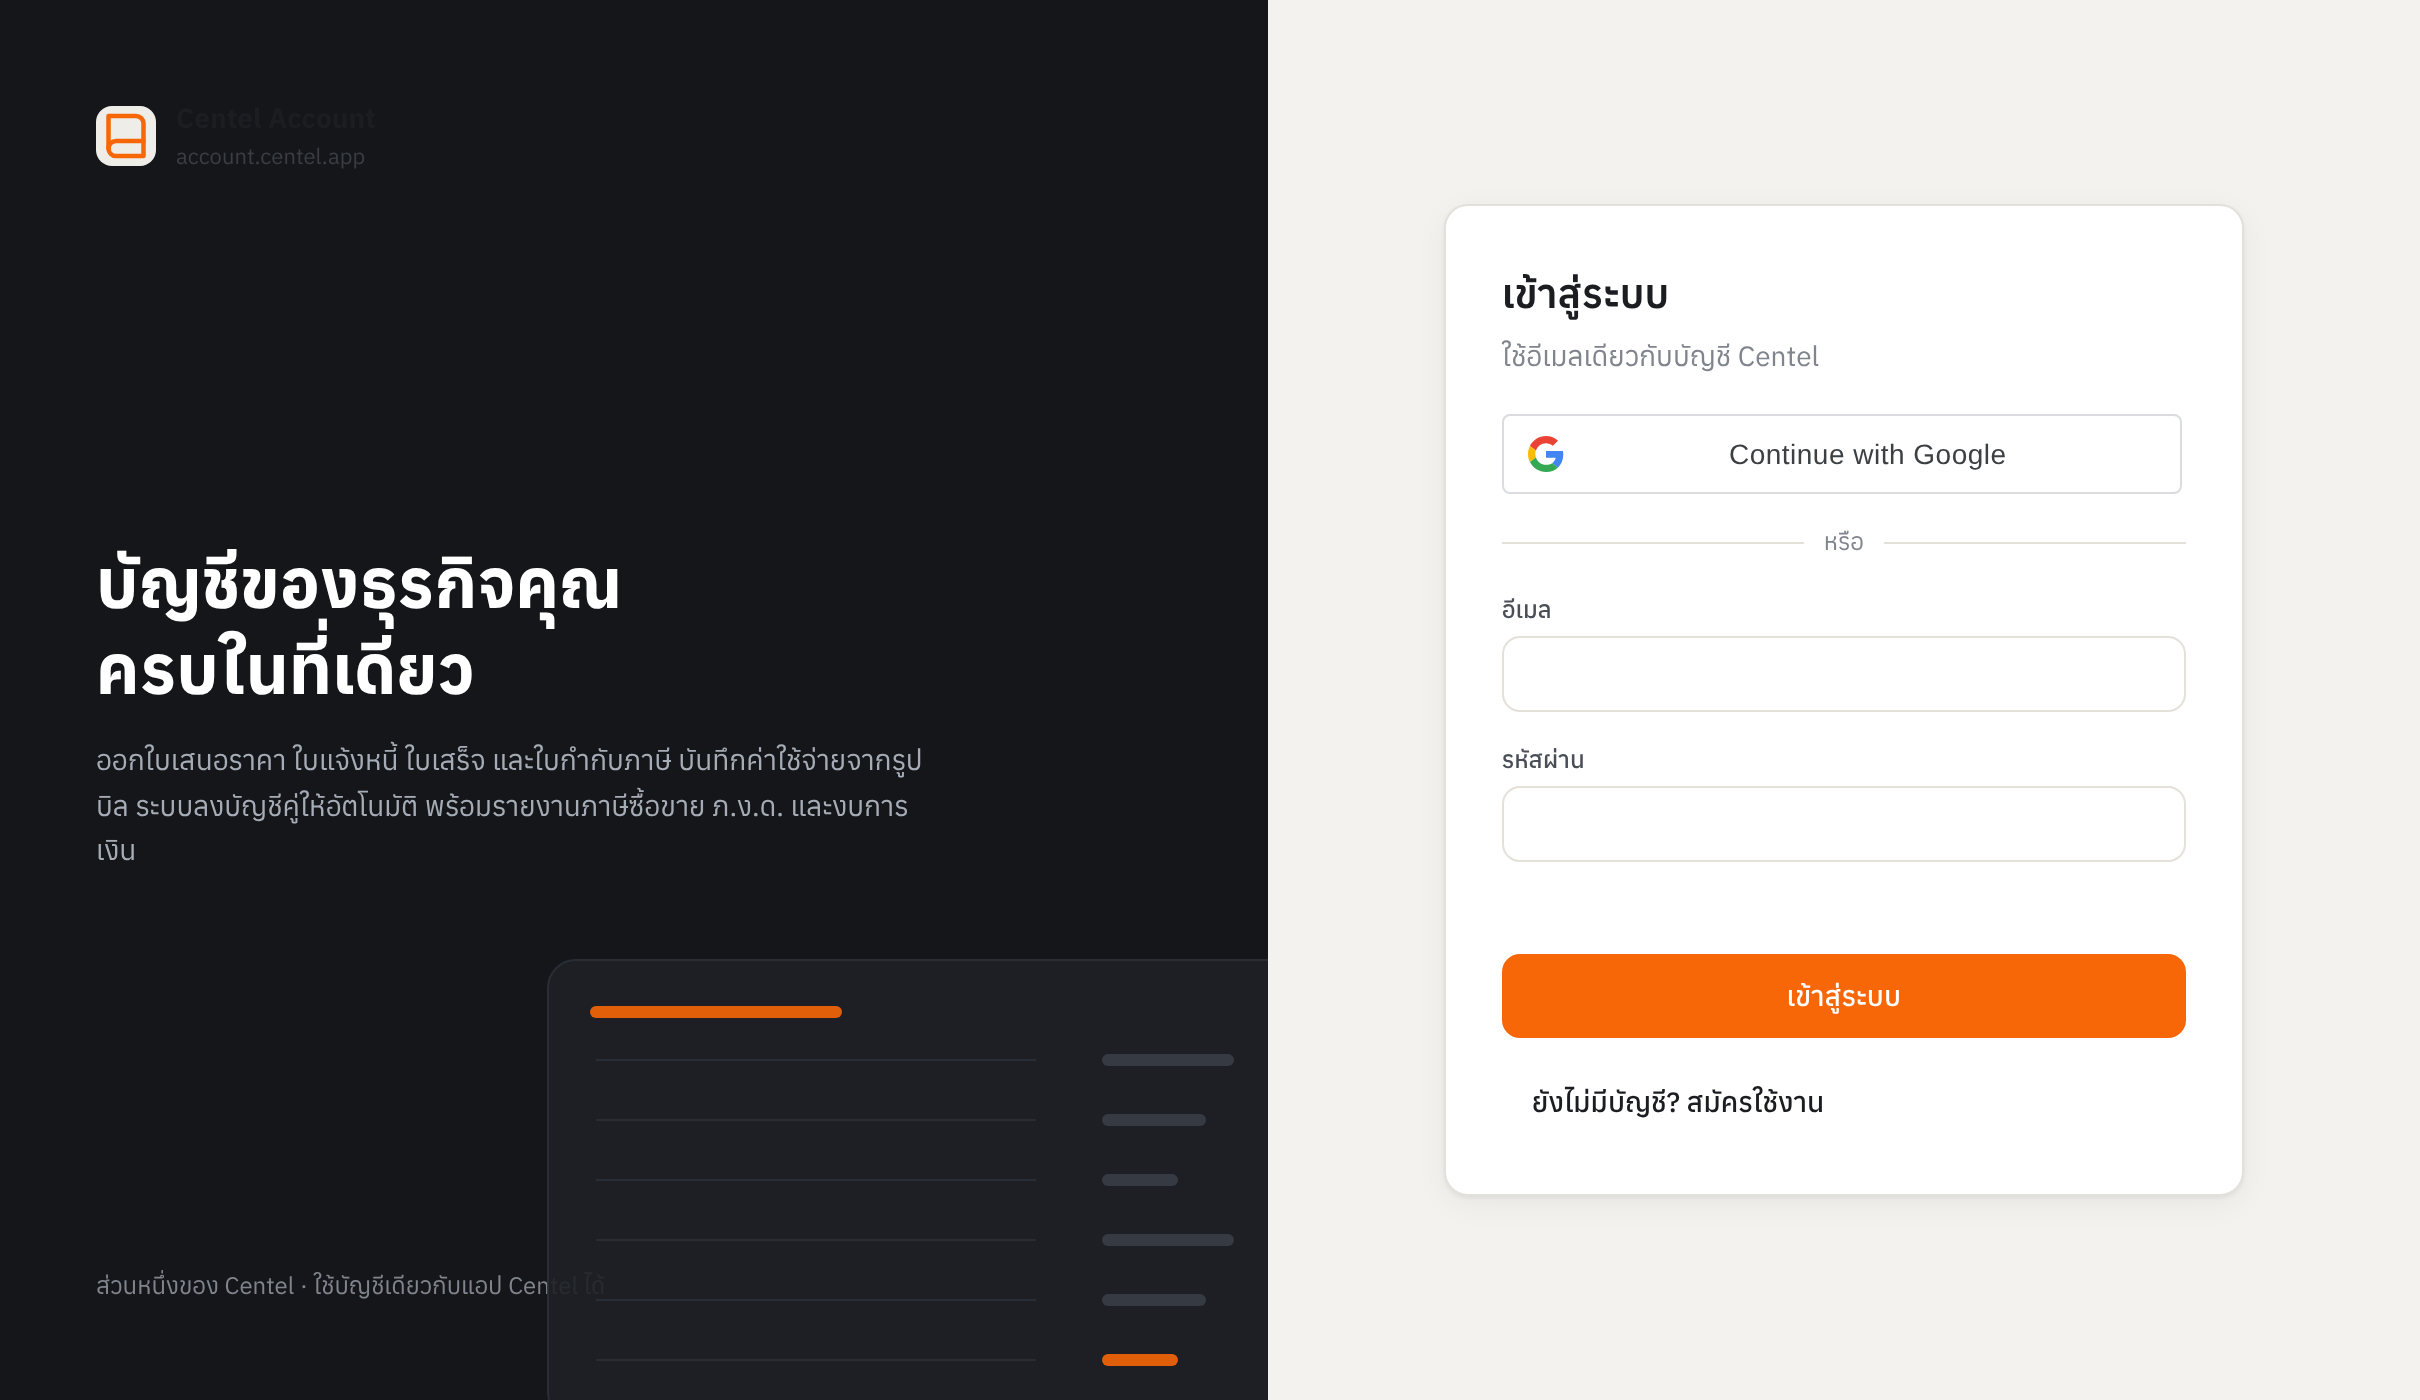 Centel Account
account.centel.app
บัญชีของธุรกิจคุณ
ครบในที่เดียว
ออกใบเสนอราคา ใบแจ้งหนี้ ใบเสร็จ และใบกำกับภาษี บันทึกค่าใช้จ่ายจากรูป
บิล ระบบลงบัญชีคู่ให้อัตโนมัติ พร้อมรายงานภาษีซื้อขาย ภ.ง.ด. และงบการ
เงิน
ส่วนหนึ่งของ Centel · ใช้บัญชีเดียวกับแอป Centel ได้
เข้าสู่ระบบ
ใช้อีเมลเดียวกับบัญชี Centel
Continue with Google
หรือ
อีเมล
รหัสผ่าน
เข้าสู่ระบบ
ยังไม่มีบัญชี? สมัครใช้งาน